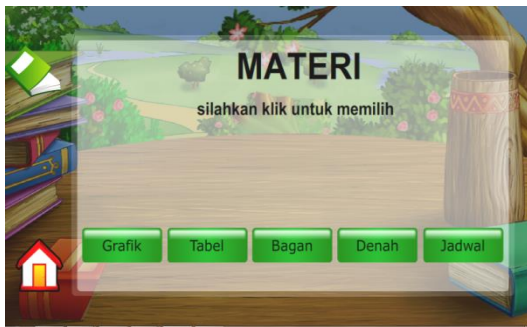 MATERI
silahkan klik untuk memilih
Grafik Tabel Bagan Denah Jadwal